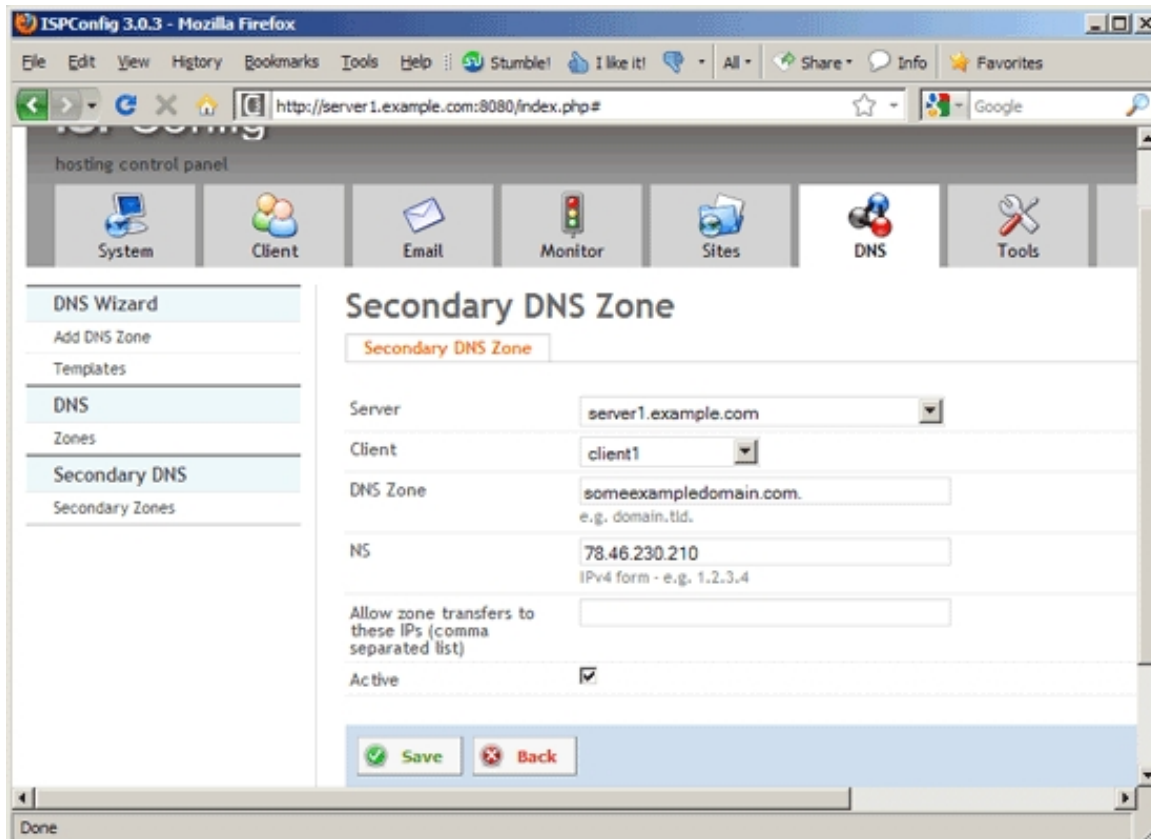 ISPConfig 3.0.3 - Mozilla Firefox
File Edit View History Bookmarks Tools Help Stumble! I like it! All Share Info Favorites
http://server1.example.com:8080/index.php# Google
ISPConfig
hosting control panel
System Client Email Monitor Sites DNS Tools
DNS Wizard
Add DNS Zone
Templates
DNS
Zones
Secondary DNS
Secondary Zones
Secondary DNS Zone
Secondary DNS Zone
Server server1.example.com
Client client1
DNS Zone someexampledomain.com.
e.g. domain.tld.
NS 78.46.230.210
IPv4 form - e.g. 1.2.3.4
Allow zone transfers to
these IPs (comma
separated list)
Active
Save Back
Done